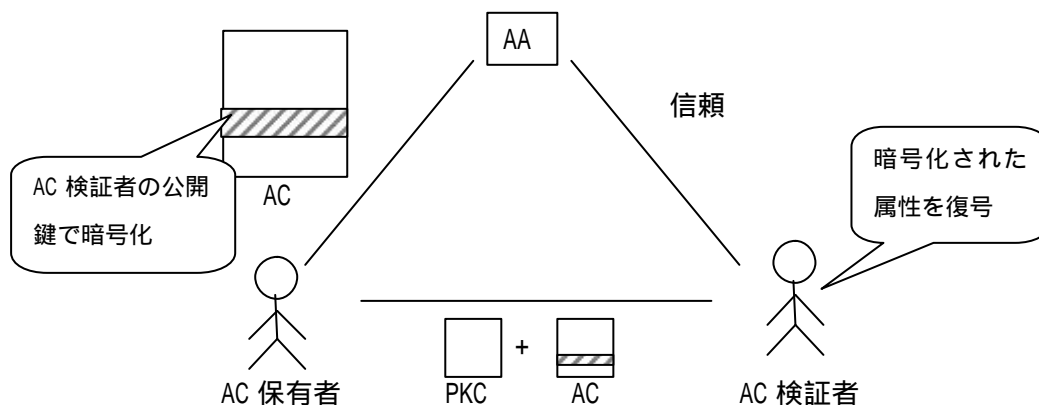 AA
信頼
AC 検証者の公開
鍵で暗号化
AC
暗号化された
属性を復号
+
PKC
AC
AC 保有者
AC 検証者